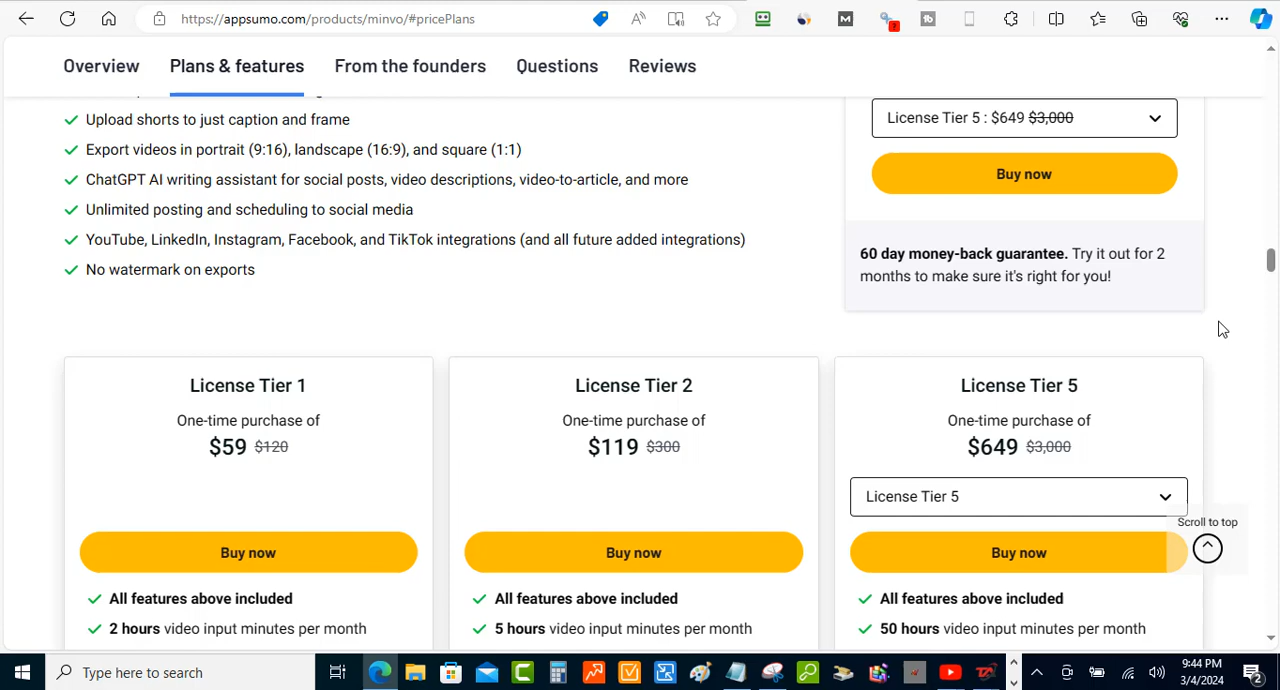 https://appsumo.com/products/minvo/#pricePlans
Overview
Plans & features
From the founders
Questions
Reviews
Upload shorts to just caption and frame
Export videos in portrait (9:16), landscape (16:9), and square (1:1)
ChatGPT AI writing assistant for social posts, video descriptions, video-to-article, and more
Unlimited posting and scheduling to social media
YouTube, LinkedIn, Instagram, Facebook, and TikTok integrations (and all future added integrations)
No watermark on exports
License Tier 5 : $649 $3,000
Buy now
60 day money-back guarantee. Try it out for 2
months to make sure it's right for you!
License Tier 1
One-time purchase of
$59 $120
Buy now
All features above included
2 hours video input minutes per month
License Tier 2
One-time purchase of
$119 $300
Buy now
All features above included
5 hours video input minutes per month
License Tier 5
One-time purchase of
$649 $3,000
License Tier 5
Buy now
All features above included
50 hours video input minutes per month
Scroll to top
Type here to search
9:44 PM
3/4/2024